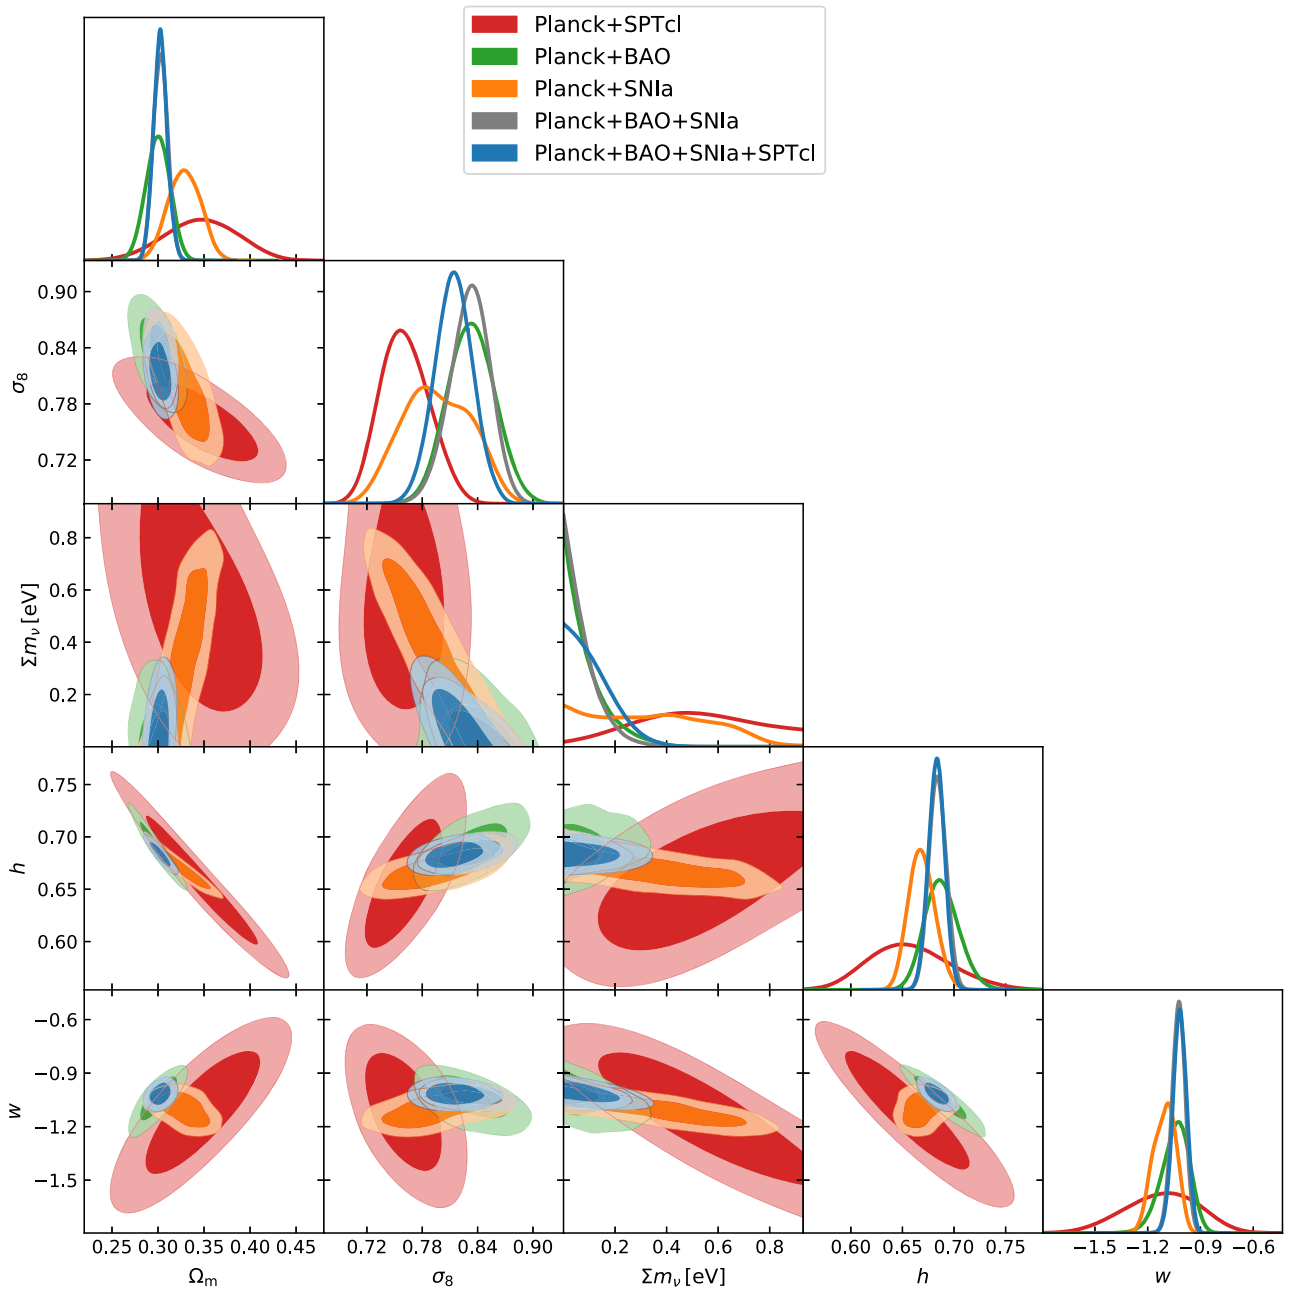 Planck+SPTcl
Planck+BAO
Planck+SNIa
Planck+BAO+SNIa
Planck+BAO+SNIa+SPTcl
0.90
0.84
0.78
0.72
σ₈
0.8
0.6
0.4
0.2
Σmν [eV]
0.75
0.70
0.65
0.60
h
−0.6
−0.9
−1.2
−1.5
w
0.25 0.30 0.35 0.40 0.45
0.72 0.78 0.84 0.90
0.2 0.4 0.6 0.8
0.60 0.65 0.70 0.75
−1.5 −1.2 −0.9 −0.6
Ωm
σ₈
Σmν [eV]
h
w